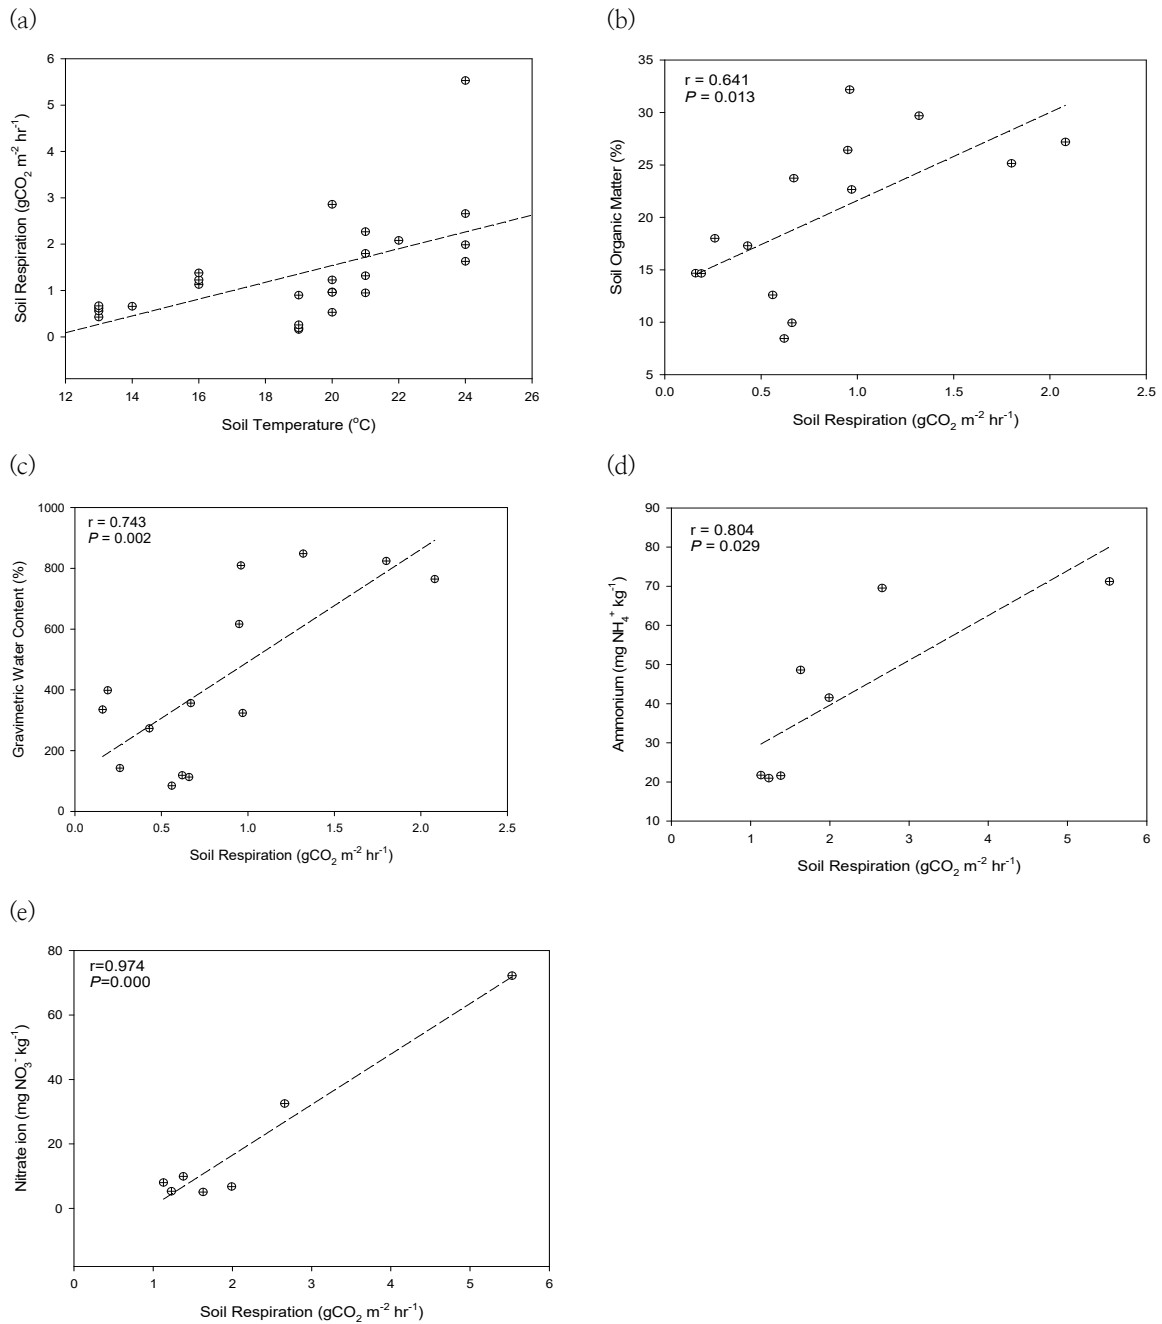 (a)
6
5
4
3
2
1
0
Soil Respiration (gCO2 m-2 hr-1)
12 14 16 18 20 22 24 26
Soil Temperature (oC)
(b)
r = 0.641
P = 0.013
35
30
25
20
15
10
5
Soil Organic Matter (%)
0.0 0.5 1.0 1.5 2.0 2.5
Soil Respiration (gCO2 m-2 hr-1)
(c)
r = 0.743
P = 0.002
1000
800
600
400
200
0
Gravimetric Water Content (%)
0.0 0.5 1.0 1.5 2.0 2.5
Soil Respiration (gCO2 m-2 hr-1)
(d)
r = 0.804
P = 0.029
90
80
70
60
50
40
30
20
10
Ammonium (mg NH4+ kg-1)
0 1 2 3 4 5 6
Soil Respiration (gCO2 m-2 hr-1)
(e)
r=0.974
P=0.000
80
60
40
20
0
Nitrate ion (mg NO3- kg-1)
0 1 2 3 4 5 6
Soil Respiration (gCO2 m-2 hr-1)